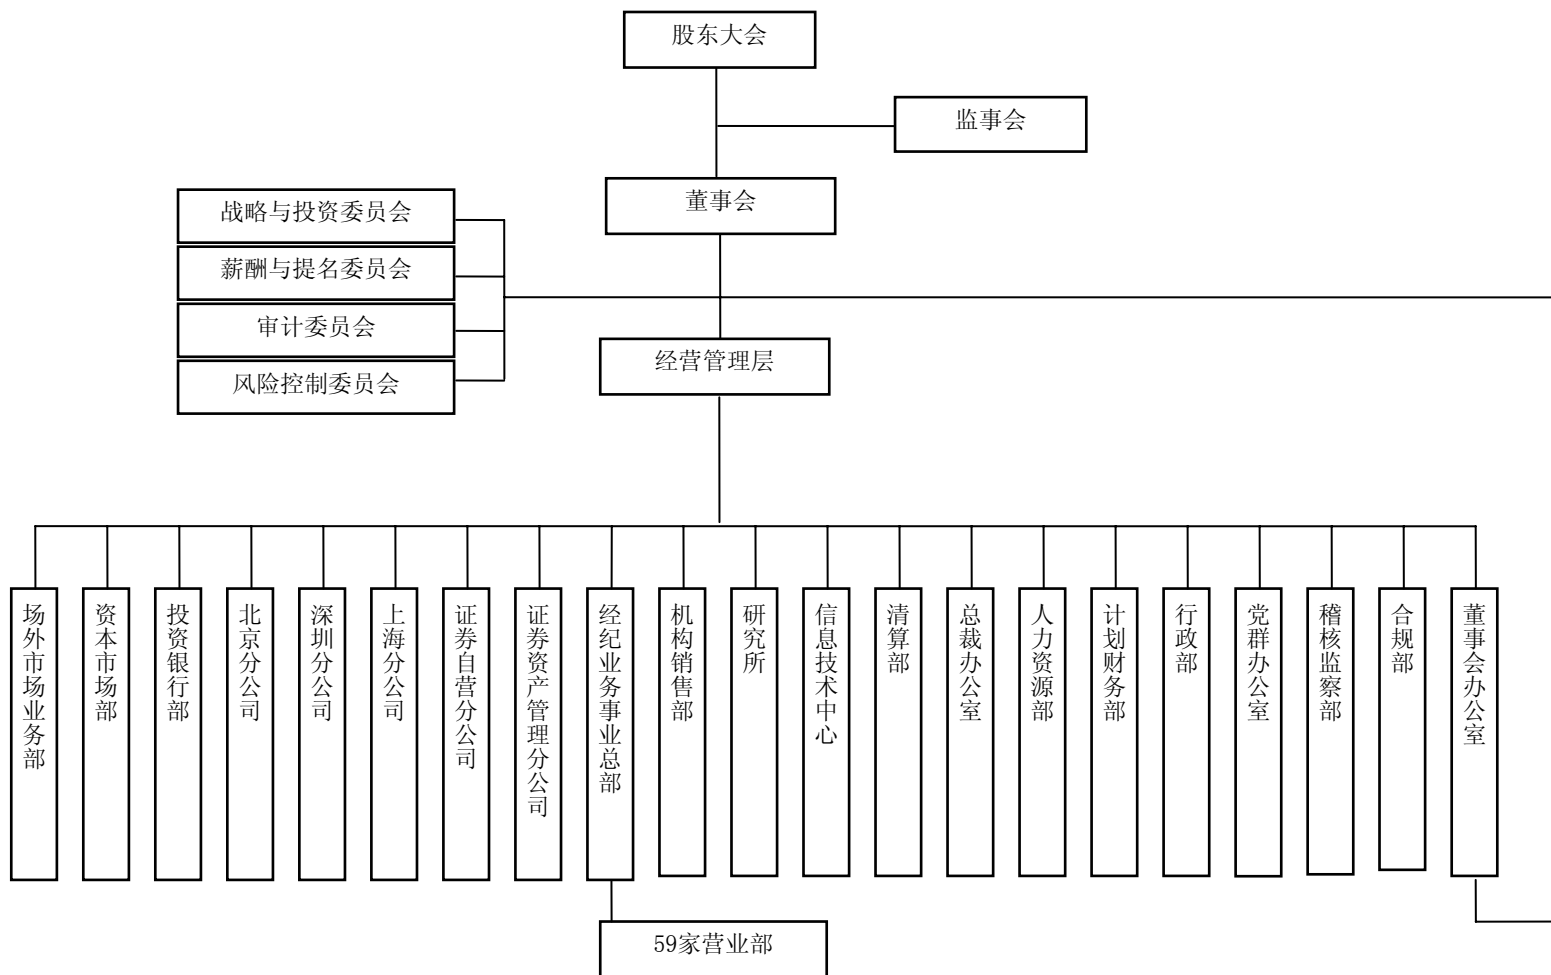 股东大会
监事会
董事会
战略与投资委员会
薪酬与提名委员会
审计委员会
风险控制委员会
经营管理层
场外市场业务部
资本市场部
投资银行部
北京分公司
深圳分公司
上海分公司
证券自营分公司
证券资产管理分公司
经纪业务事业总部
机构销售部
研究所
信息技术中心
清算部
总裁办公室
人力资源部
计划财务部
行政部
党群办公室
稽核监察部
合规部
董事会办公室
59家营业部